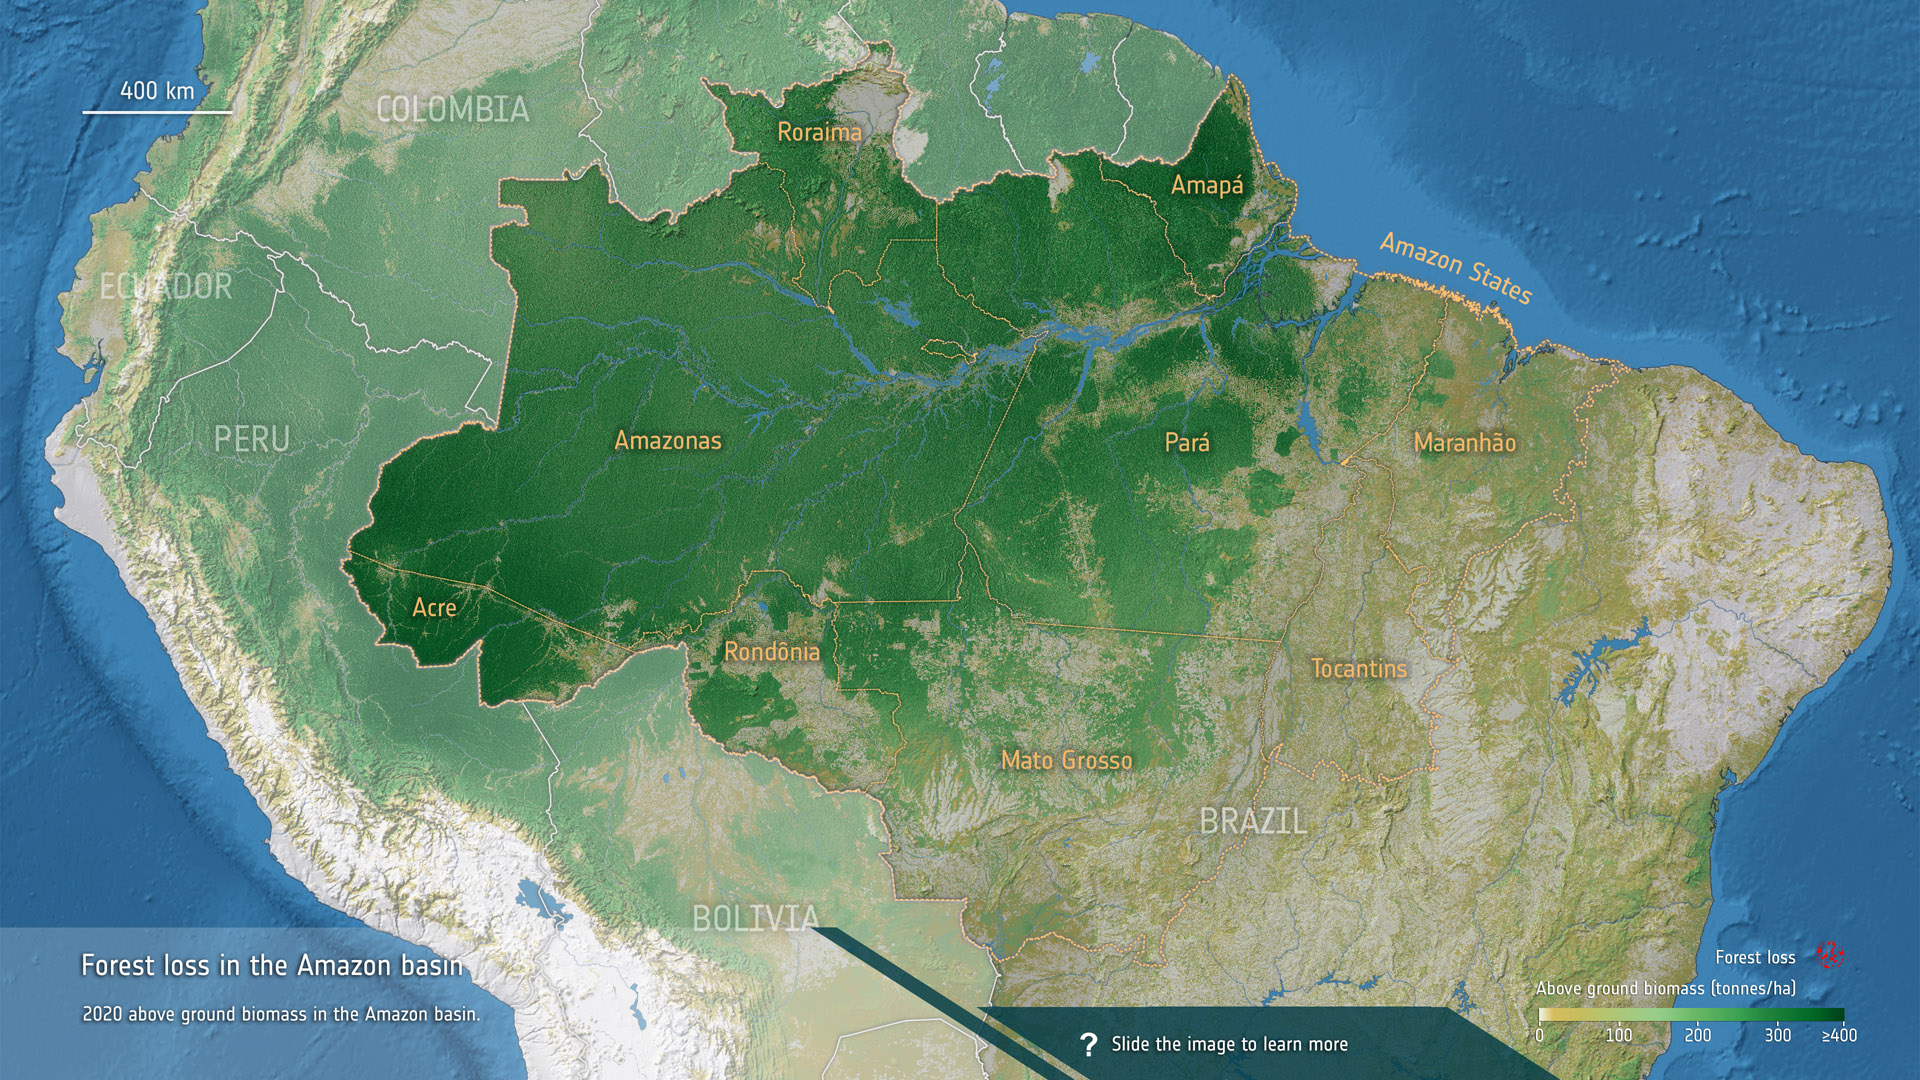 400 km
COLOMBIA
Roraima
Amapá
Amazon States
ECUADOR
PERU
Amazonas
Pará
Maranhão
Acre
Rondônia
Tocantins
Mato Grosso
BRAZIL
BOLIVIA
Forest loss in the Amazon basin
2020 above ground biomass in the Amazon basin.
? Slide the image to learn more
Forest loss
Above ground biomass (tonnes/ha)
0 100 200 300 ≥400